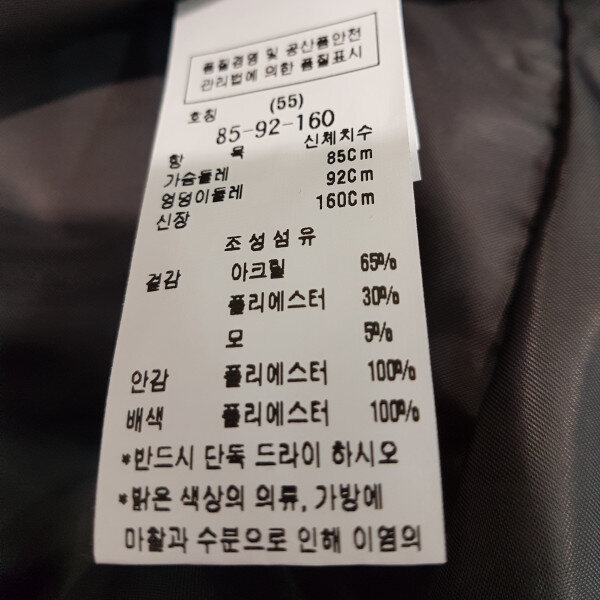 품질경영 및 공산품안전
관리법에 의한 품질표시
호칭 (55)
85-92-160
항 목 신체치수
가슴둘레 85Cm
엉덩이둘레 92Cm
신장 160Cm
조성섬유
겉감 아크릴 65%
폴리에스터 30%
모 5%
안감 폴리에스터 100%
배색 폴리에스터 100%
*반드시 단독 드라이 하시오
*밝은 색상의 의류, 가방에
마찰과 수분으로 인해 이염의